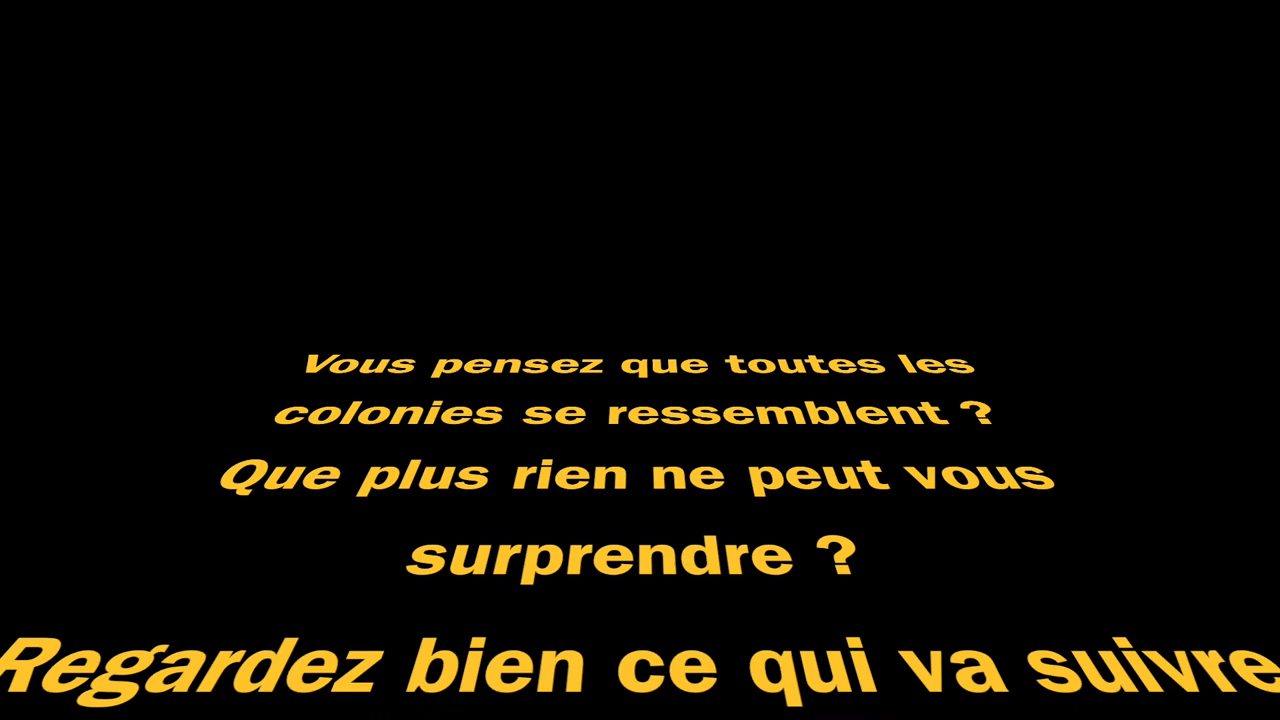 Vous pensez que toutes les
colonies se ressemblent ?
Que plus rien ne peut vous
surprendre ?
Regardez bien ce qui va suivre